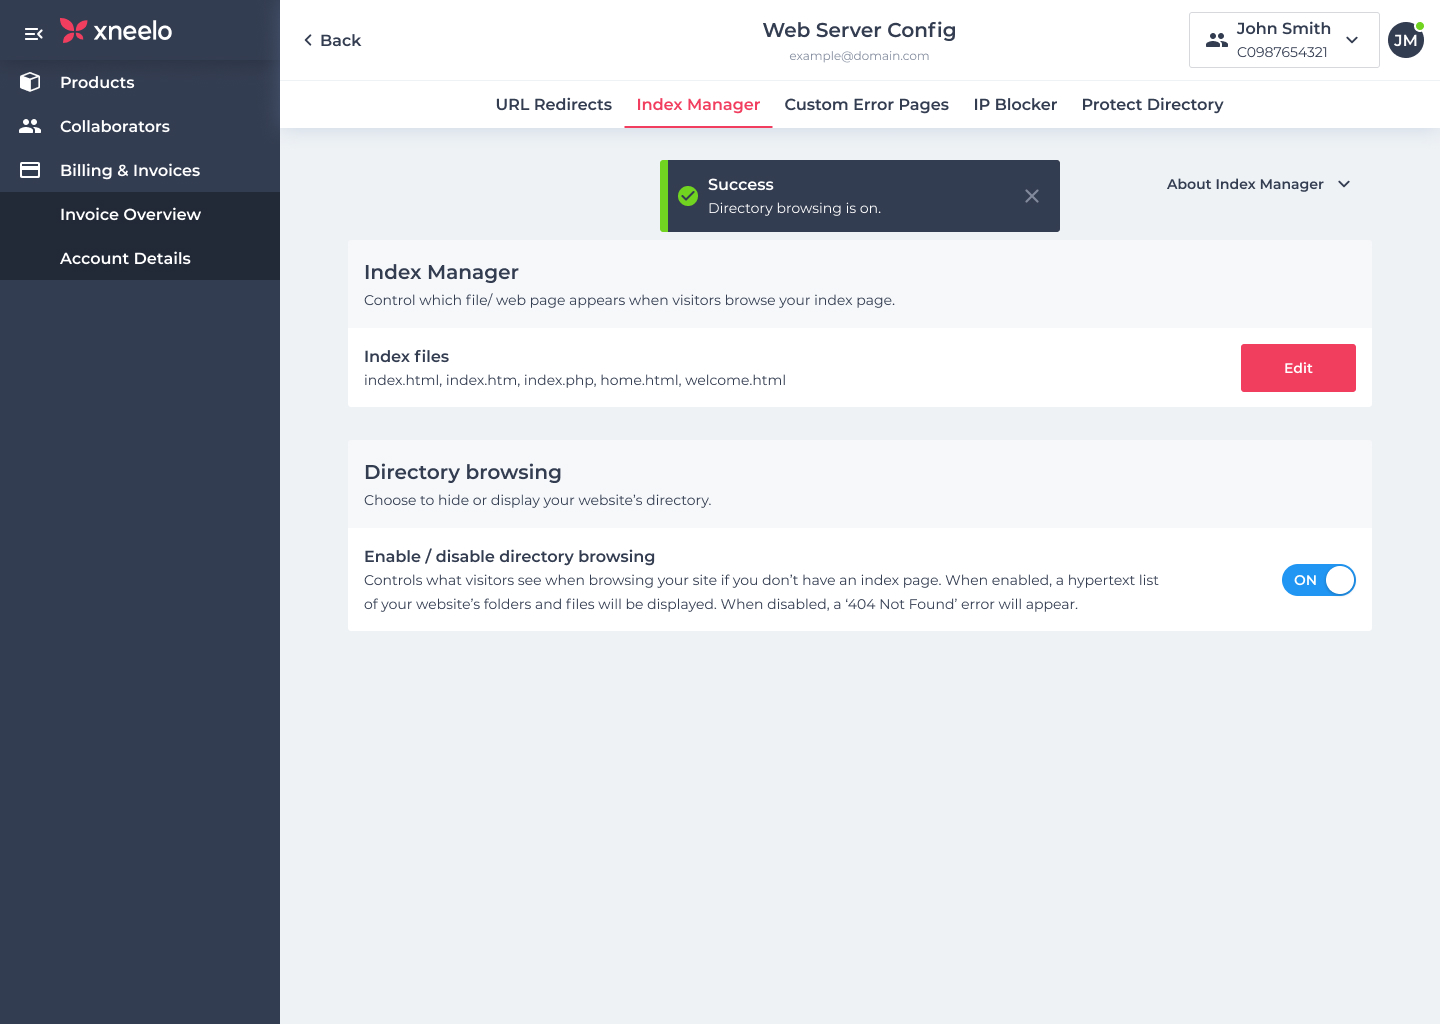 xneelo
Products
Collaborators
Billing & Invoices
Invoice Overview
Account Details
Back
Web Server Config
example@domain.com
John Smith
C0987654321
JM
URL Redirects
Index Manager
Custom Error Pages
IP Blocker
Protect Directory
Success
Directory browsing is on.
About Index Manager
Index Manager
Control which file/ web page appears when visitors browse your index page.
Index files
index.html, index.htm, index.php, home.html, welcome.html
Edit
Directory browsing
Choose to hide or display your website’s directory.
Enable / disable directory browsing
Controls what visitors see when browsing your site if you don’t have an index page. When enabled, a hypertext list
of your website’s folders and files will be displayed. When disabled, a ‘404 Not Found’ error will appear.
ON